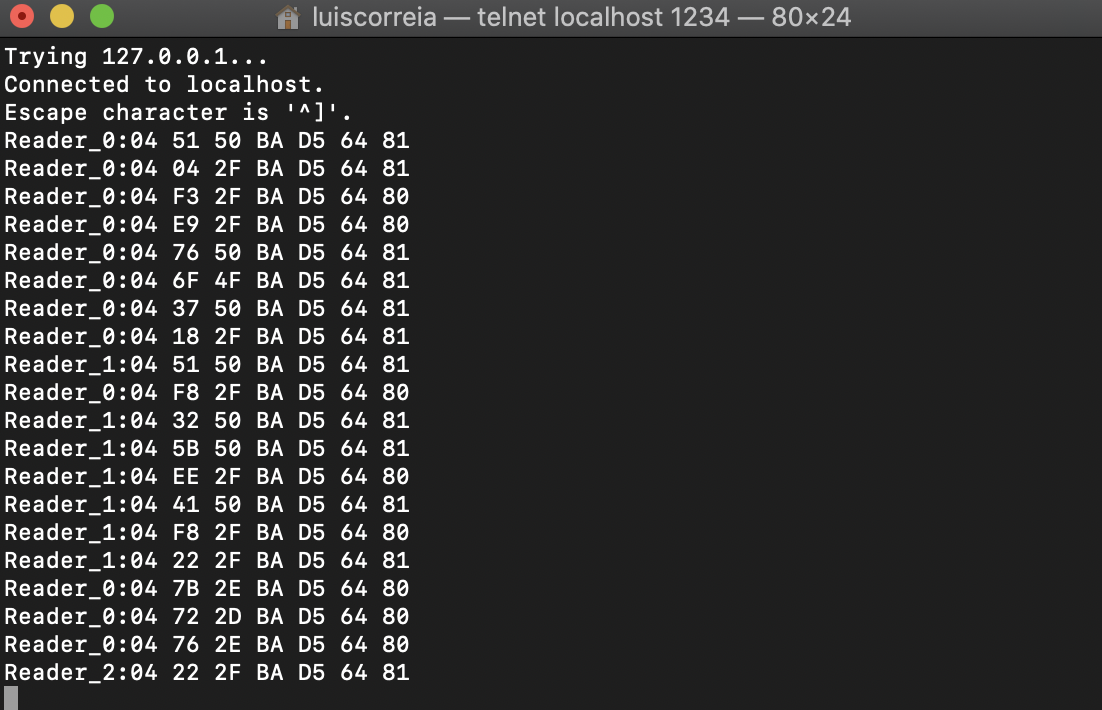 luiscorreia — telnet localhost 1234 — 80×24
Trying 127.0.0.1...
Connected to localhost.
Escape character is '^]'.
Reader_0:04 51 50 BA D5 64 81
Reader_0:04 04 2F BA D5 64 81
Reader_0:04 F3 2F BA D5 64 80
Reader_0:04 E9 2F BA D5 64 80
Reader_0:04 76 50 BA D5 64 81
Reader_0:04 6F 4F BA D5 64 81
Reader_0:04 37 50 BA D5 64 81
Reader_0:04 18 2F BA D5 64 81
Reader_1:04 51 50 BA D5 64 81
Reader_0:04 F8 2F BA D5 64 80
Reader_1:04 32 50 BA D5 64 81
Reader_1:04 5B 50 BA D5 64 81
Reader_1:04 EE 2F BA D5 64 80
Reader_1:04 41 50 BA D5 64 81
Reader_1:04 F8 2F BA D5 64 80
Reader_1:04 22 2F BA D5 64 81
Reader_0:04 7B 2E BA D5 64 80
Reader_0:04 72 2D BA D5 64 80
Reader_0:04 76 2E BA D5 64 80
Reader_2:04 22 2F BA D5 64 81